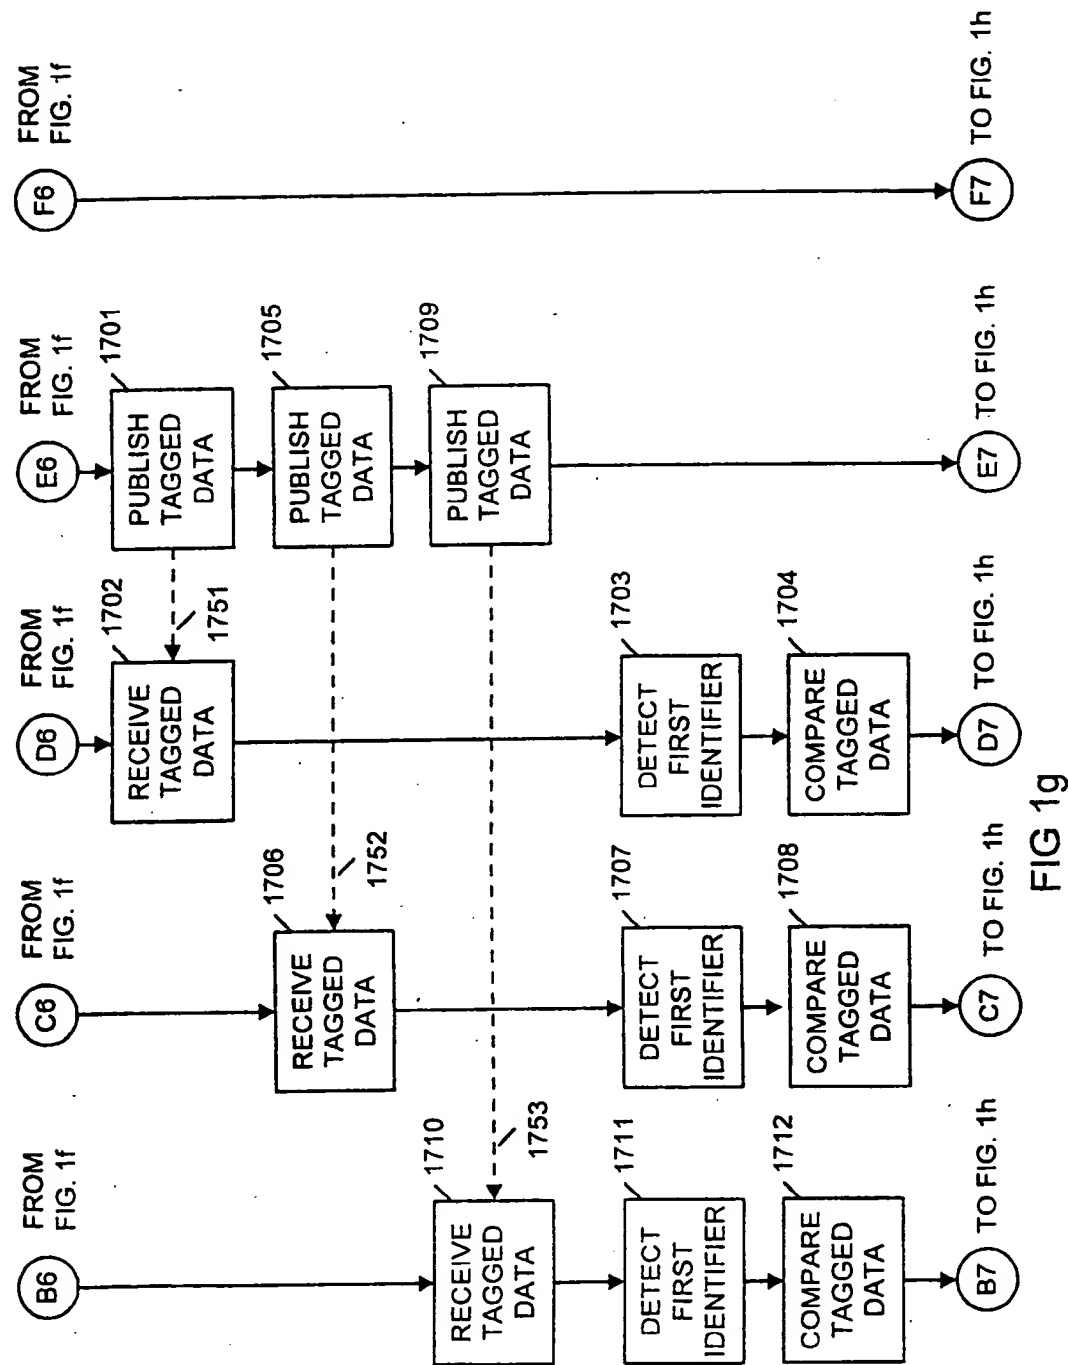 B6
FROM
FIG. 1f
C6
FROM
FIG. 1f
D6
FROM
FIG. 1f
E6
FROM
FIG. 1f
F6
FROM
FIG. 1f
1702
RECEIVE
TAGGED
DATA
1751
1701
PUBLISH
TAGGED
DATA
1706
RECEIVE
TAGGED
DATA
1752
1705
PUBLISH
TAGGED
DATA
1710
RECEIVE
TAGGED
DATA
1753
1709
PUBLISH
TAGGED
DATA
1711
DETECT
FIRST
IDENTIFIER
1707
DETECT
FIRST
IDENTIFIER
1703
DETECT
FIRST
IDENTIFIER
1712
COMPARE
TAGGED
DATA
1708
COMPARE
TAGGED
DATA
1704
COMPARE
TAGGED
DATA
B7
TO FIG. 1h
C7
TO FIG. 1h
D7
TO FIG. 1h
E7
TO FIG. 1h
F7
TO FIG. 1h
FIG 1g